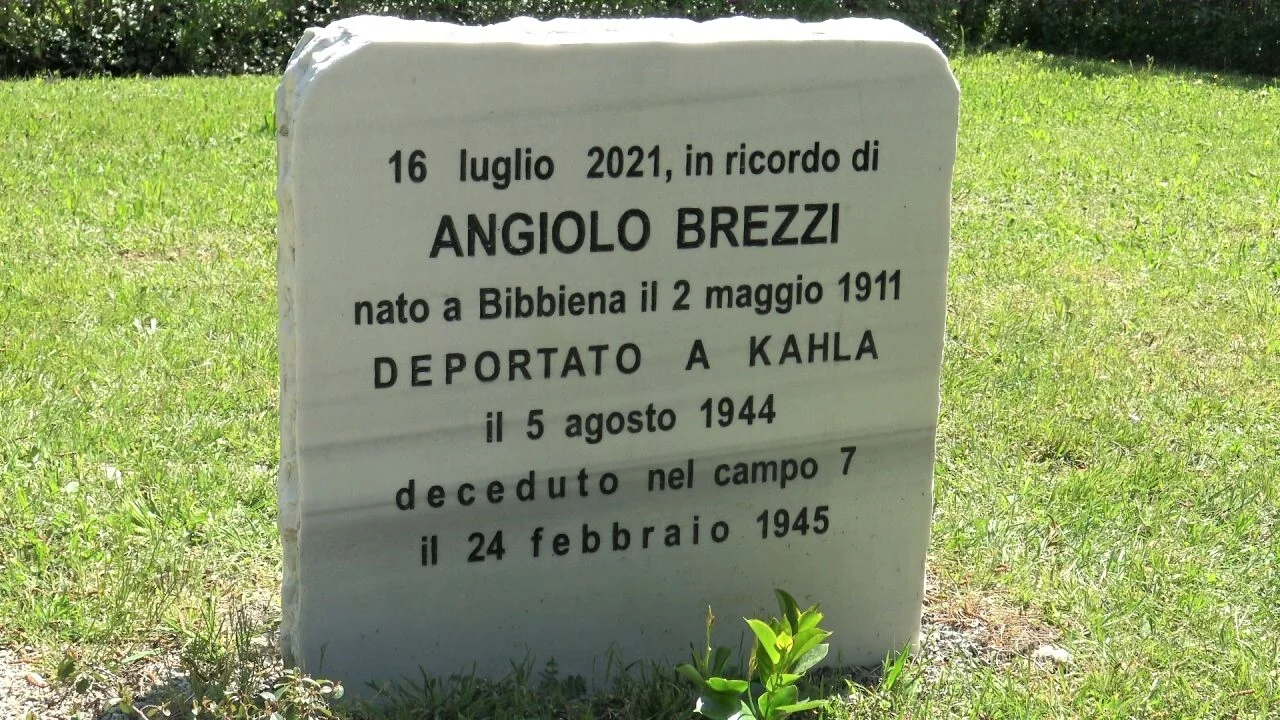 16 luglio 2021, in ricordo di
ANGIOLO BREZZI
nato a Bibbiena il 2 maggio 1911
DEPORTATO A KAHLA
il 5 agosto 1944
deceduto nel campo 7
il 24 febbraio 1945